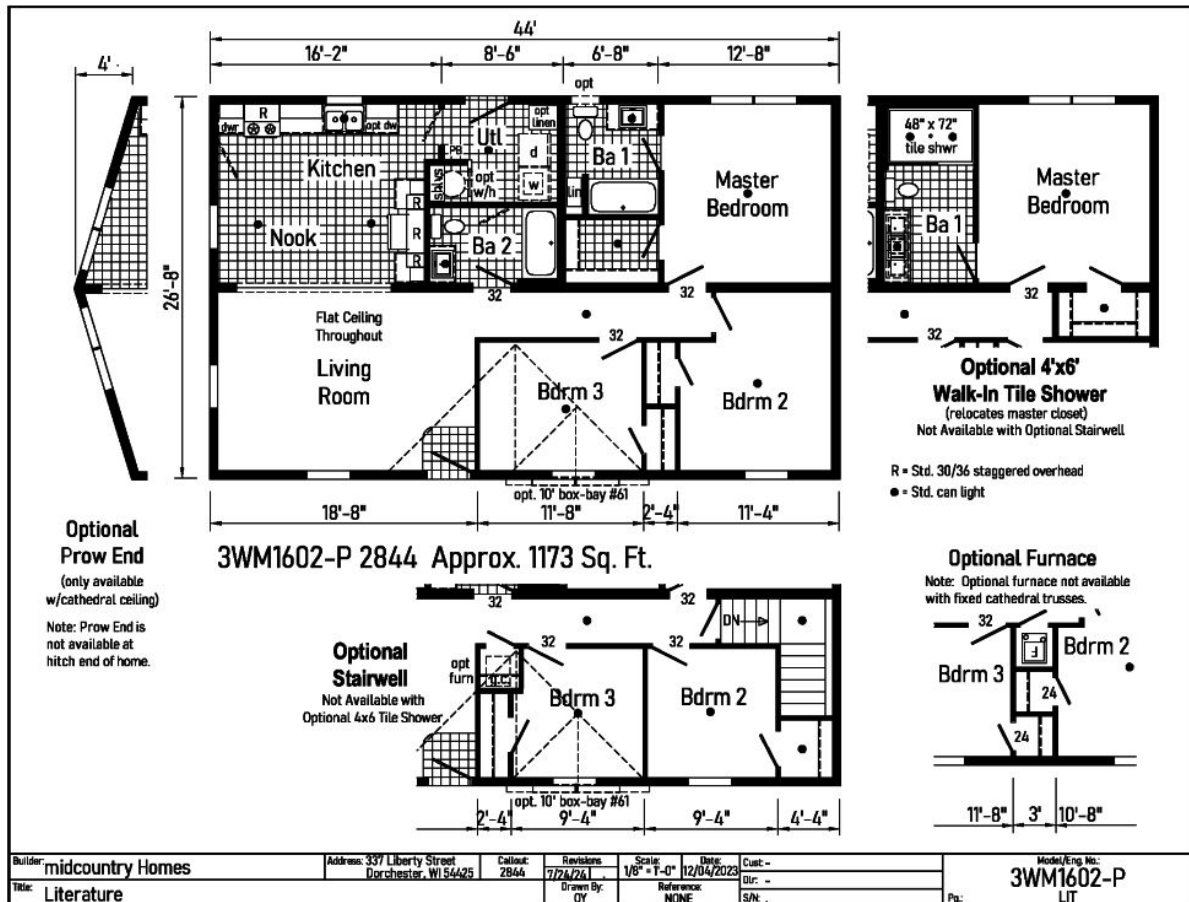 44'
16'-2"
8'-6"
6'-8"
12'-8"
4'
26'-8"
opt
R
dwr
opt dw
Kitchen
Nook
R
R
R
PB
Utl
opt
linen
d
w
shlvs
opt
w/h
Ba 2
Ba 1
lin
Master
Bedroom
32
32
32
Flat Ceiling
Throughout
Living
Room
Bdrm 3
Bdrm 2
opt. 10' box-bay #61
18'-8"
11'-8"
2'-4"
11'-4"
48" x 72"
tile shwr
Master
Bedroom
Ba 1
32
32
Optional 4'x6'
Walk-In Tile Shower
(relocates master closet)
Not Available with Optional Stairwell
R = Std. 30/36 staggered overhead
● = Std. can light
Optional
Prow End
(only available
w/cathedral ceiling)
Note: Prow End is
not available at
hitch end of home.
3WM1602-P 2844 Approx. 1173 Sq. Ft.
Optional
Stairwell
Not Available with
Optional 4x6 Tile Shower
32
32
DN
32
32
opt
furn
Bdrm 3
Bdrm 2
opt. 10' box-bay #61
2'-4"
9'-4"
9'-4"
4'-4"
Optional Furnace
Note: Optional furnace not available
with fixed cathedral trusses.
32
F
Bdrm 3
Bdrm 2
24
24
11'-8"
3'
10'-8"
Builder: midcountry Homes
Address: 337 Liberty Street
Dorchester, WI 54425
Callout:
2844
Revisions
7/24/24
Scale:
1/8" = 1'-0"
Date:
12/04/2023
Cust: -
Dlr: -
S/N: .
Model/Eng. No.:
3WM1602-P
Title: Literature
Drawn By:
OY
Reference:
NONE
Pg.: LIT